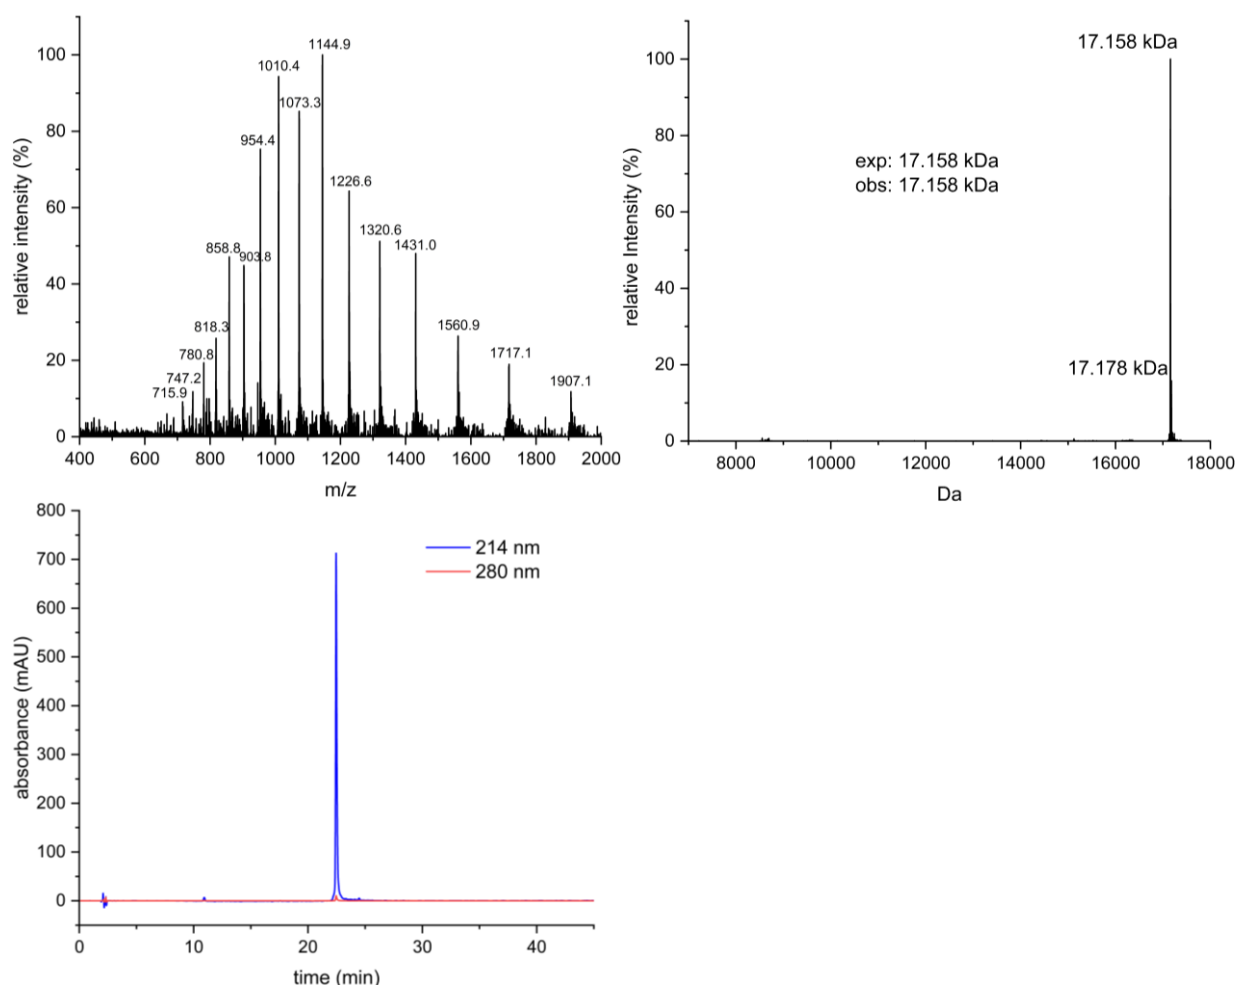 relative intensity (%)
100
80
60
40
20
0
715.9
747.2
780.8
818.3
858.8
903.8
954.4
1010.4
1073.3
1144.9
1226.6
1320.6
1431.0
1560.9
1717.1
1907.1
400 600 800 1000 1200 1400 1600 1800 2000
m/z
relative Intensity (%)
100
80
60
40
20
0
17.158 kDa
exp: 17.158 kDa
obs: 17.158 kDa
17.178 kDa
8000 10000 12000 14000 16000 18000
Da
absorbance (mAU)
800
700
600
500
400
300
200
100
0
214 nm
280 nm
0 10 20 30 40
time (min)